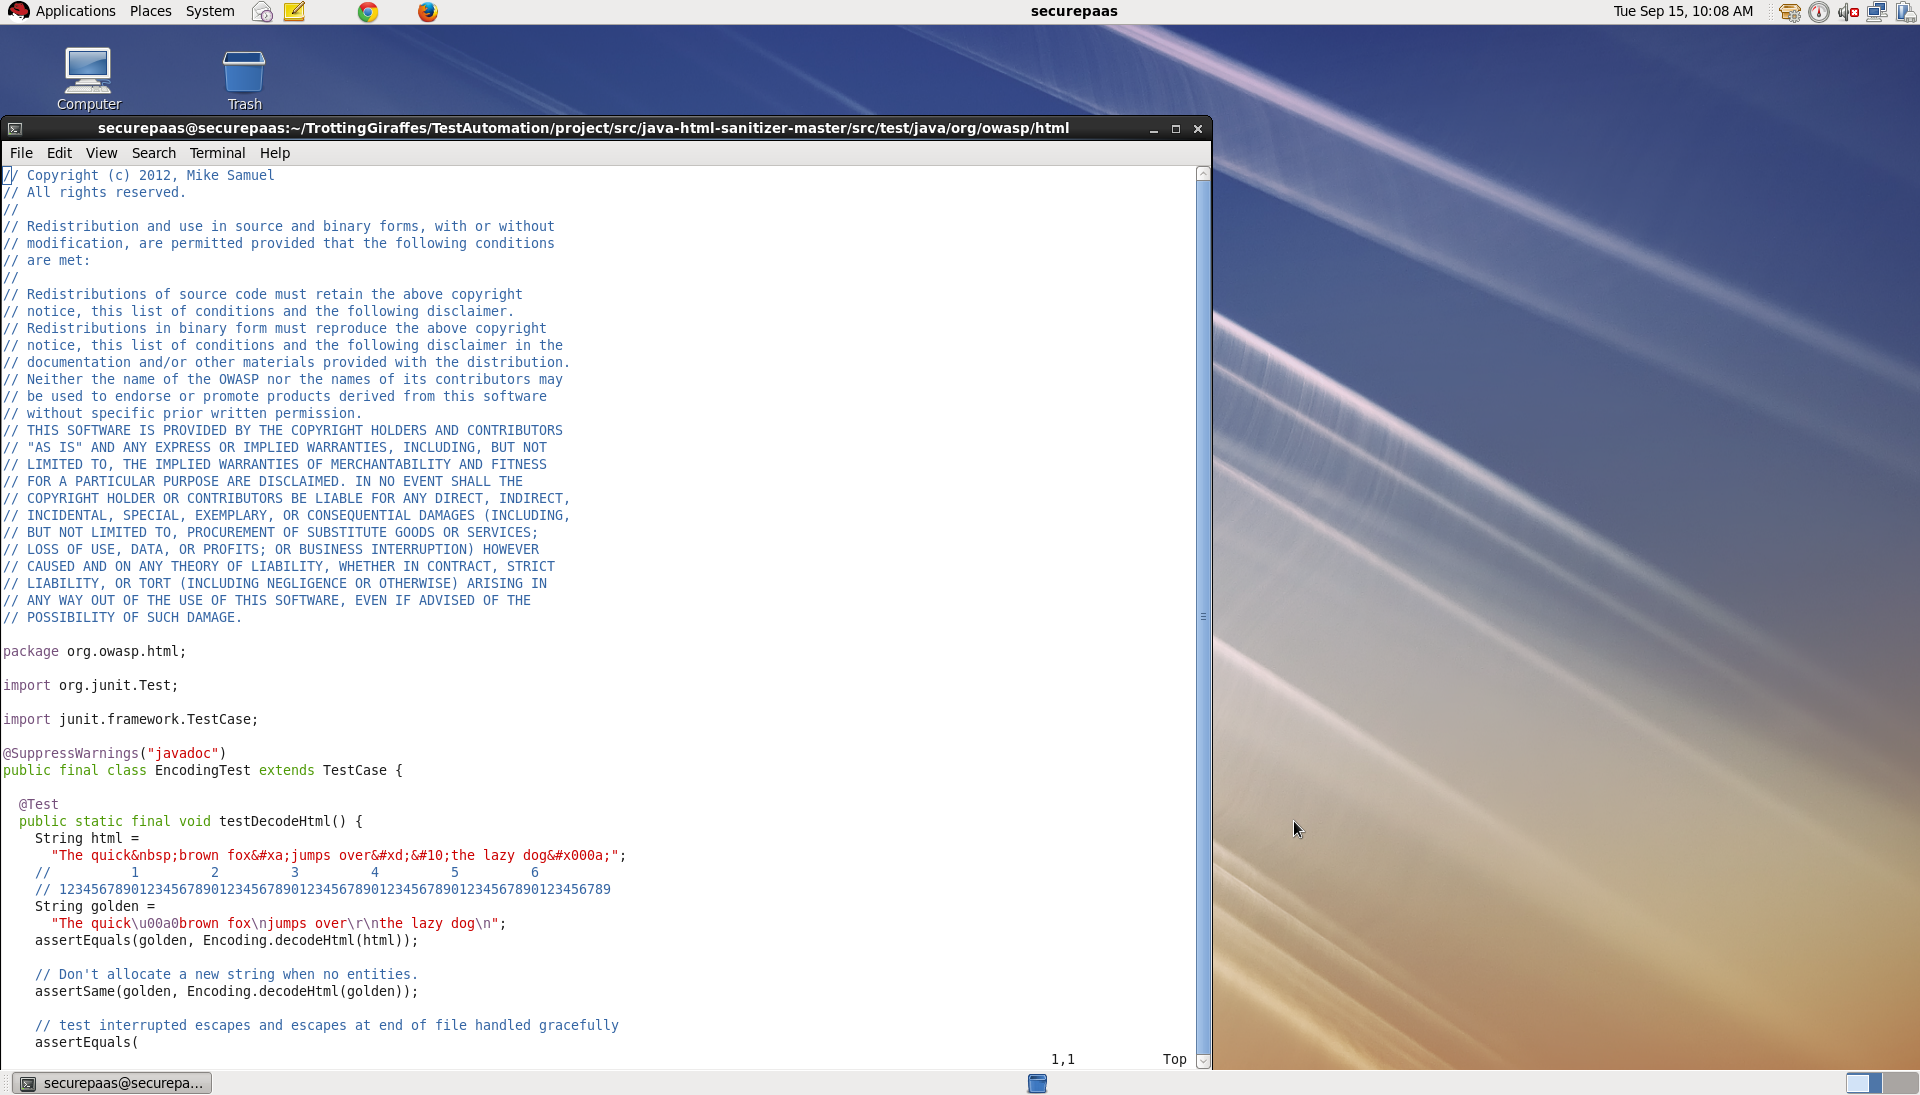 Applications Places System securepaas Tue Sep 15, 10:08 AM
Computer Trash
securepaas@securepaas:~/TrottingGiraffes/TestAutomation/project/src/java-html-sanitizer-master/src/test/java/org/owasp/html
File Edit View Search Terminal Help
// Copyright (c) 2012, Mike Samuel
// All rights reserved.
//
// Redistribution and use in source and binary forms, with or without
// modification, are permitted provided that the following conditions
// are met:
//
// Redistributions of source code must retain the above copyright
// notice, this list of conditions and the following disclaimer.
// Redistributions in binary form must reproduce the above copyright
// notice, this list of conditions and the following disclaimer in the
// documentation and/or other materials provided with the distribution.
// Neither the name of the OWASP nor the names of its contributors may
// be used to endorse or promote products derived from this software
// without specific prior written permission.
// THIS SOFTWARE IS PROVIDED BY THE COPYRIGHT HOLDERS AND CONTRIBUTORS
// "AS IS" AND ANY EXPRESS OR IMPLIED WARRANTIES, INCLUDING, BUT NOT
// LIMITED TO, THE IMPLIED WARRANTIES OF MERCHANTABILITY AND FITNESS
// FOR A PARTICULAR PURPOSE ARE DISCLAIMED. IN NO EVENT SHALL THE
// COPYRIGHT HOLDER OR CONTRIBUTORS BE LIABLE FOR ANY DIRECT, INDIRECT,
// INCIDENTAL, SPECIAL, EXEMPLARY, OR CONSEQUENTIAL DAMAGES (INCLUDING,
// BUT NOT LIMITED TO, PROCUREMENT OF SUBSTITUTE GOODS OR SERVICES;
// LOSS OF USE, DATA, OR PROFITS; OR BUSINESS INTERRUPTION) HOWEVER
// CAUSED AND ON ANY THEORY OF LIABILITY, WHETHER IN CONTRACT, STRICT
// LIABILITY, OR TORT (INCLUDING NEGLIGENCE OR OTHERWISE) ARISING IN
// ANY WAY OUT OF THE USE OF THIS SOFTWARE, EVEN IF ADVISED OF THE
// POSSIBILITY OF SUCH DAMAGE.

package org.owasp.html;

import org.junit.Test;

import junit.framework.TestCase;

@SuppressWarnings("javadoc")
public final class EncodingTest extends TestCase {

  @Test
  public static final void testDecodeHtml() {
    String html =
      "The quick&nbsp;brown fox&#xa;jumps over&#xd;&#10;the lazy dog&#x000a;";
    //          1         2         3         4         5         6
    // 123456789012345678901234567890123456789012345678901234567890123456789
    String golden =
      "The quick\u00a0brown fox\njumps over\r\nthe lazy dog\n";
    assertEquals(golden, Encoding.decodeHtml(html));

    // Don't allocate a new string when no entities.
    assertSame(golden, Encoding.decodeHtml(golden));

    // test interrupted escapes and escapes at end of file handled gracefully
    assertEquals(
1,1 Top
securepaas@securepa...